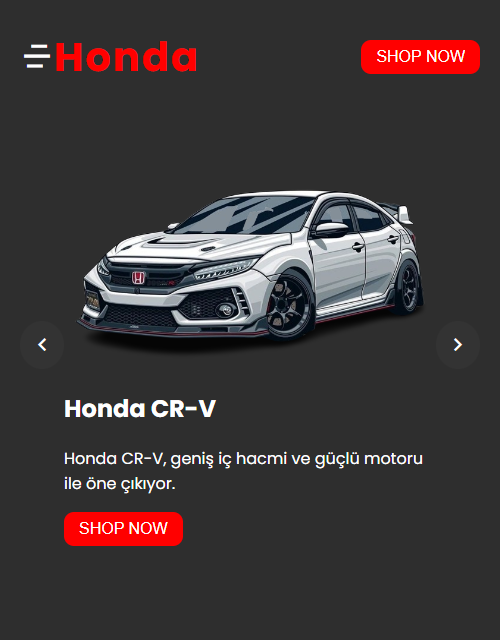 Honda
SHOP NOW
Honda CR-V
Honda CR-V, geniş iç hacmi ve güçlü motoru
ile öne çıkıyor.
SHOP NOW